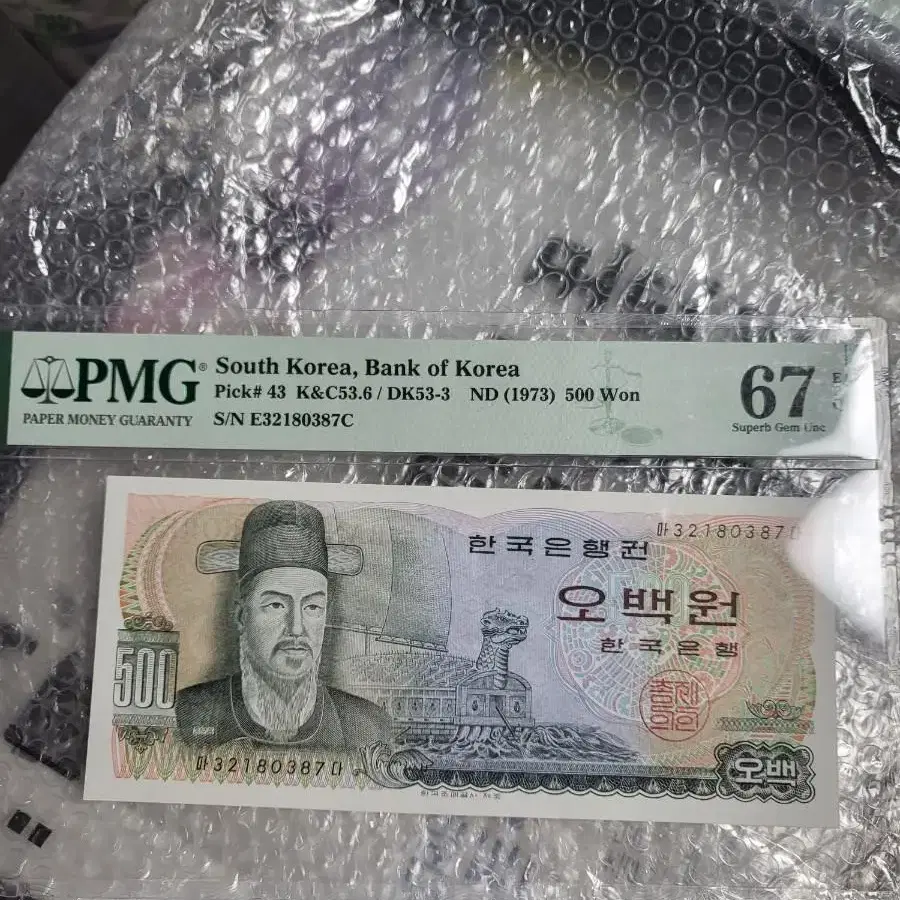 PMG® South Korea, Bank of Korea
Pick# 43 K&C53.6 / DK53-3 ND (1973) 500 Won
PAPER MONEY GUARANTY S/N E32180387C
67
Superb Gem Unc
한국은행권
마32180387다
오백원
한국은행
500
마32180387다
오백